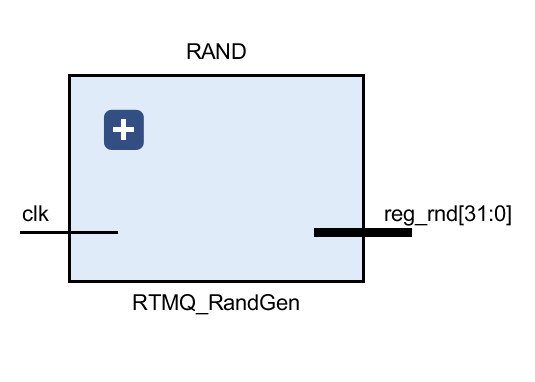 RAND
clk
reg_rnd[31:0]
RTMQ_RandGen